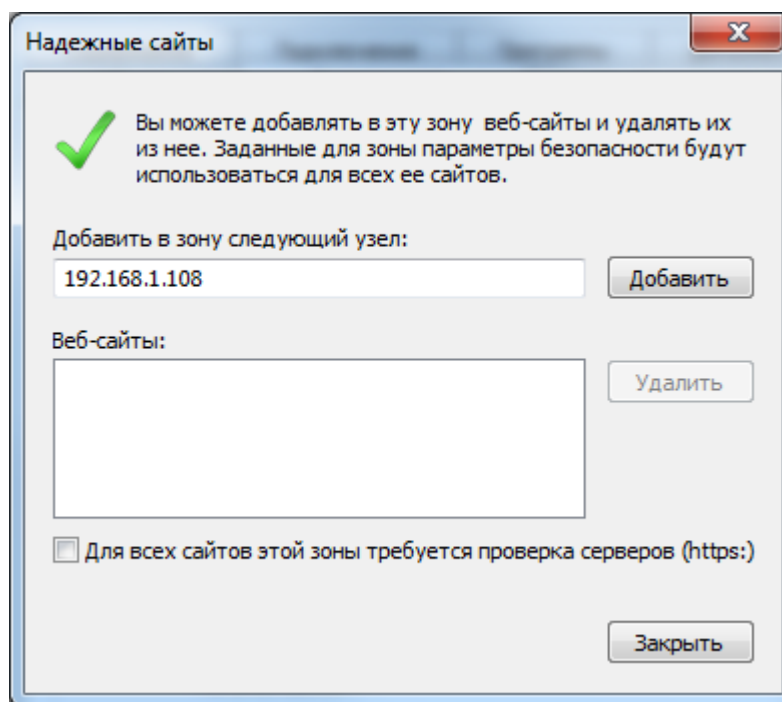 Надежные сайты
Вы можете добавлять в эту зону веб-сайты и удалять их
из нее. Заданные для зоны параметры безопасности будут
использоваться для всех ее сайтов.
Добавить в зону следующий узел:
192.168.1.108
Добавить
Веб-сайты:
Удалить
Для всех сайтов этой зоны требуется проверка серверов (https:)
Закрыть